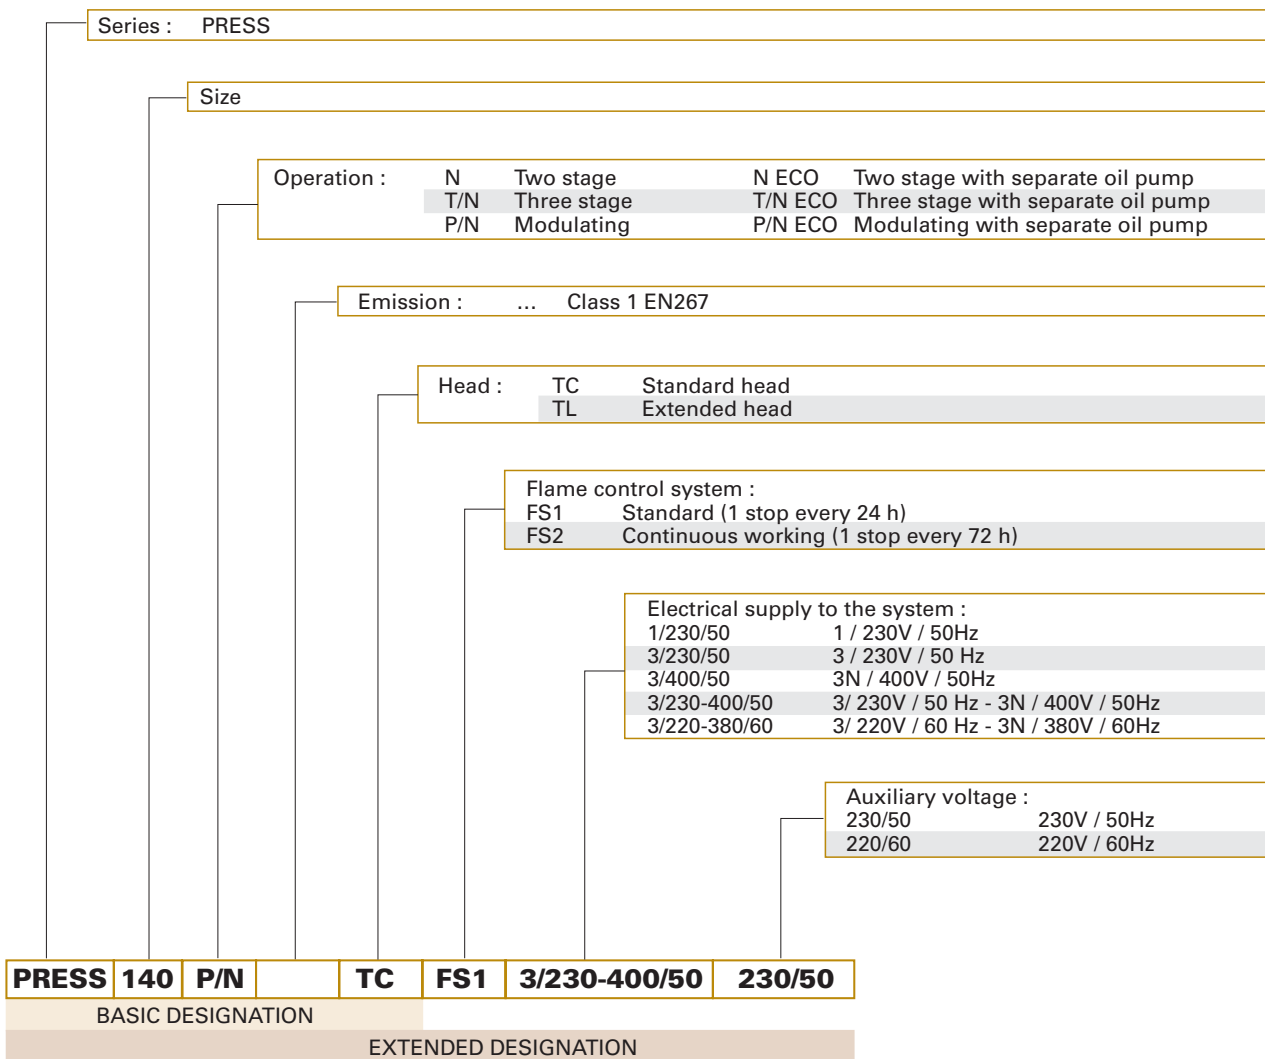 Series : PRESS
Size
Operation : N Two stage N ECO Two stage with separate oil pump
T/N Three stage T/N ECO Three stage with separate oil pump
P/N Modulating P/N ECO Modulating with separate oil pump
Emission : ... Class 1 EN267
Head : TC Standard head
TL Extended head
Flame control system :
FS1 Standard (1 stop every 24 h)
FS2 Continuous working (1 stop every 72 h)
Electrical supply to the system :
1/230/50 1 / 230V / 50Hz
3/230/50 3 / 230V / 50 Hz
3/400/50 3N / 400V / 50Hz
3/230-400/50 3/ 230V / 50 Hz - 3N / 400V / 50Hz
3/220-380/60 3/ 220V / 60 Hz - 3N / 380V / 60Hz
Auxiliary voltage :
230/50 230V / 50Hz
220/60 220V / 60Hz
PRESS 140 P/N TC FS1 3/230-400/50 230/50
BASIC DESIGNATION
EXTENDED DESIGNATION